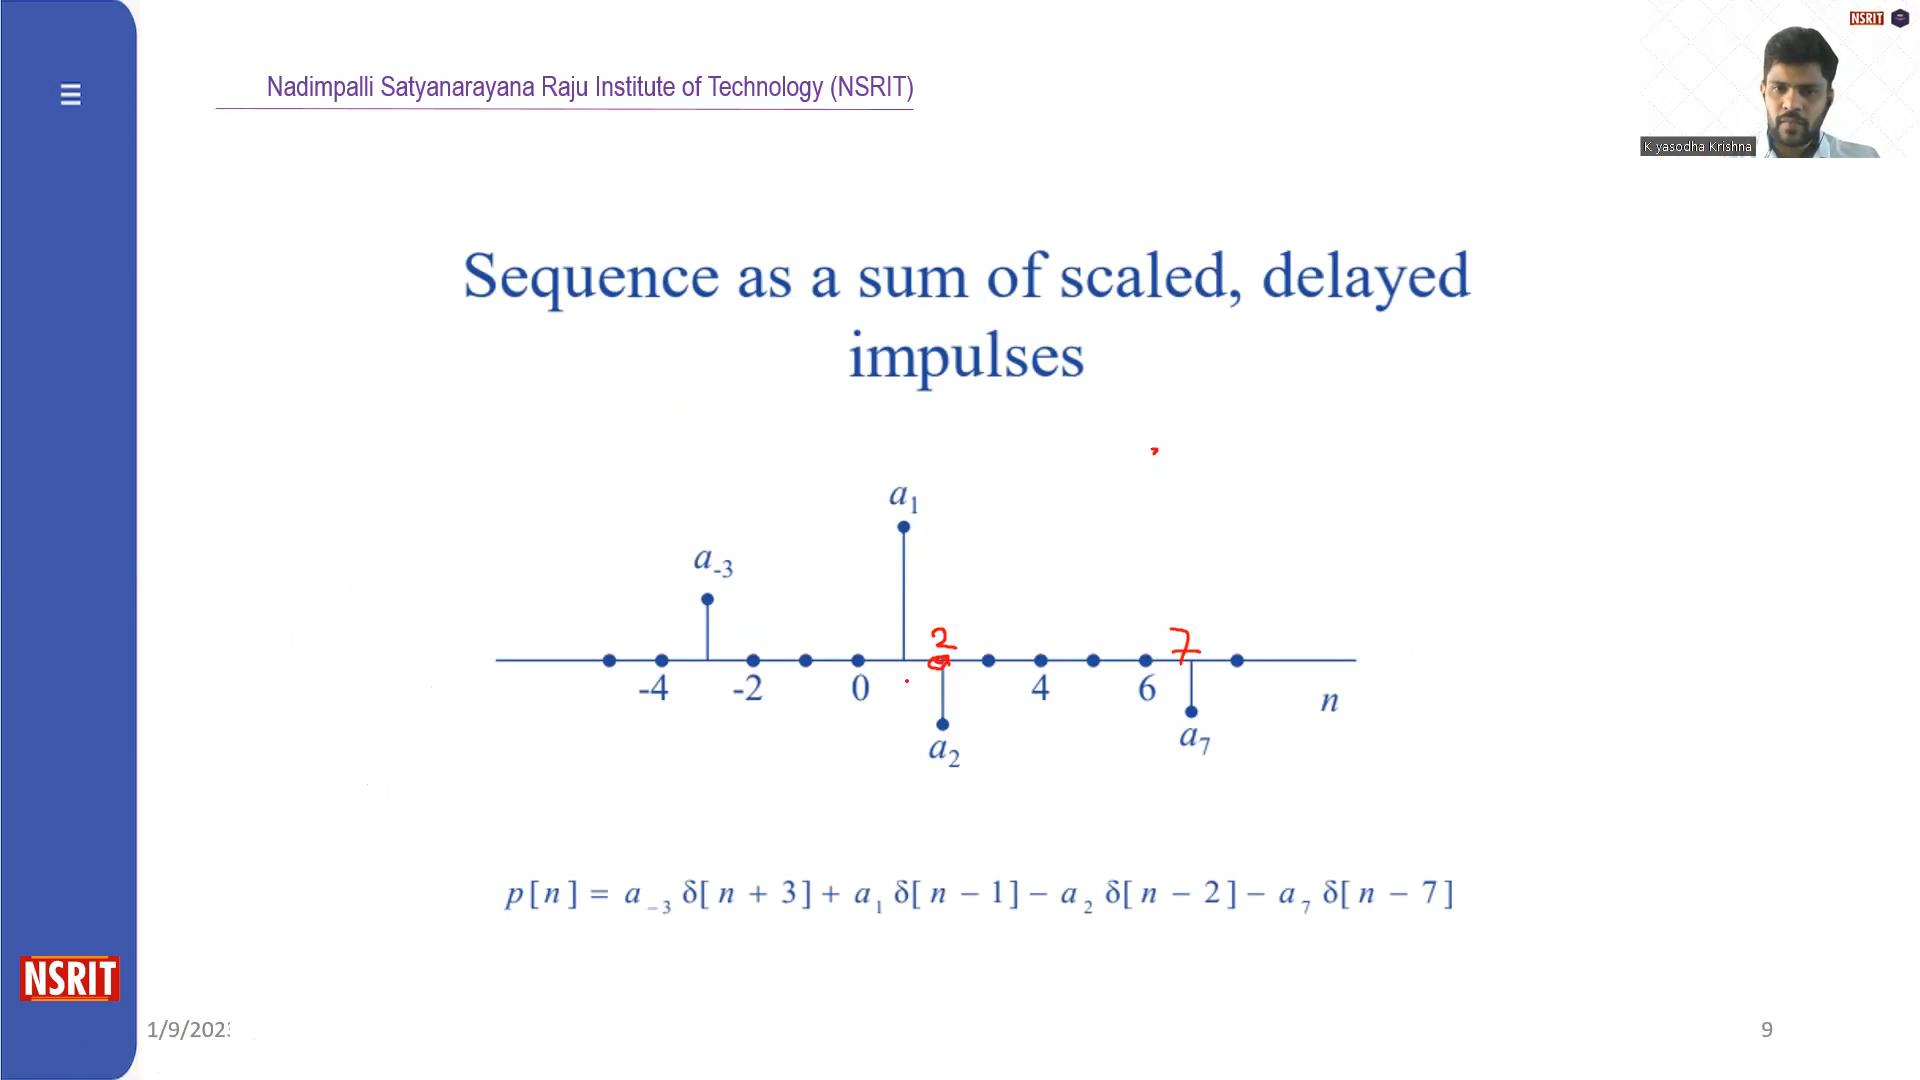 NSRIT
Nadimpalli Satyanarayana Raju Institute of Technology (NSRIT)
K yasodha Krishna
Sequence as a sum of scaled, delayed
impulses
a₁
a₋₃
2
7
-4 -2 0 4 6 n
a₂
a₇
p[n] = a₋₃ δ[n + 3] + a₁ δ[n − 1] − a₂ δ[n − 2] − a₇ δ[n − 7]
NSRIT
1/9/2023
9